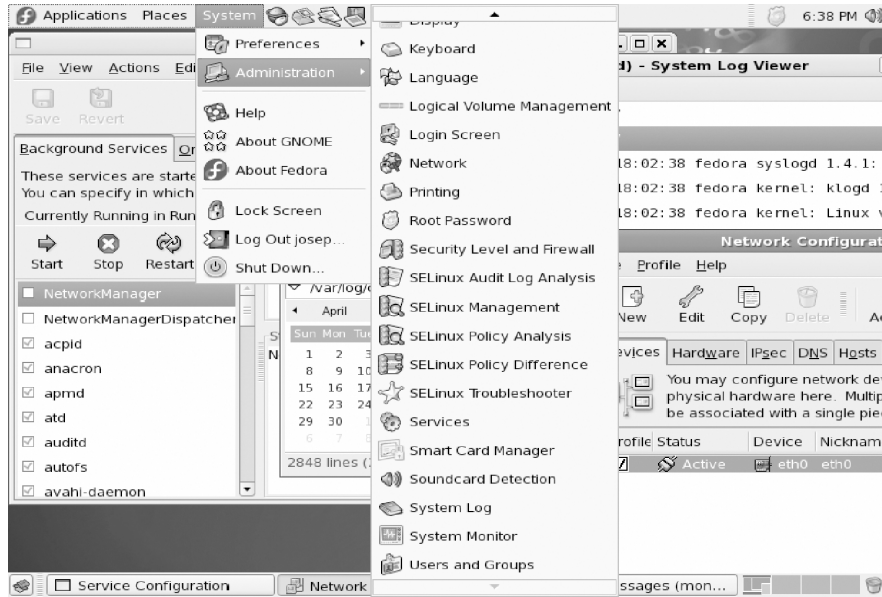 Applications Places System 6:38 PM
Preferences
Administration
Help
About GNOME
About Fedora
Lock Screen
Log Out josep...
Shut Down...
Display
Keyboard
Language
Logical Volume Management
Login Screen
Network
Printing
Root Password
Security Level and Firewall
SELinux Audit Log Analysis
SELinux Management
SELinux Policy Analysis
SELinux Policy Difference
SELinux Troubleshooter
Services
Smart Card Manager
Soundcard Detection
System Log
System Monitor
Users and Groups
File View Actions Edi
Save Revert
Background Services On
These services are starte
You can specify in which
Currently Running in Run
Start Stop Restart
NetworkManager
NetworkManagerDispatcher
acpid
anacron
apmd
atd
auditd
autofs
avahi-daemon
/var/log/
April
Sun Mon Tue
1 2 3
8 9 10
15 16 17
22 23 24
29 30 1
6 7 8
2848 lines (
- System Log Viewer
18:02:38 fedora syslogd 1.4.1:
18:02:38 fedora kernel: klogd
18:02:38 fedora kernel: Linux v
Network Configurat
Profile Help
New Edit Copy Delete
evices Hardware IPsec DNS Hosts
You may configure network de
physical hardware here. Multip
be associated with a single pie
rofile Status Device Nicknam
Active eth0 eth0
Service Configuration Network ssages (mon...